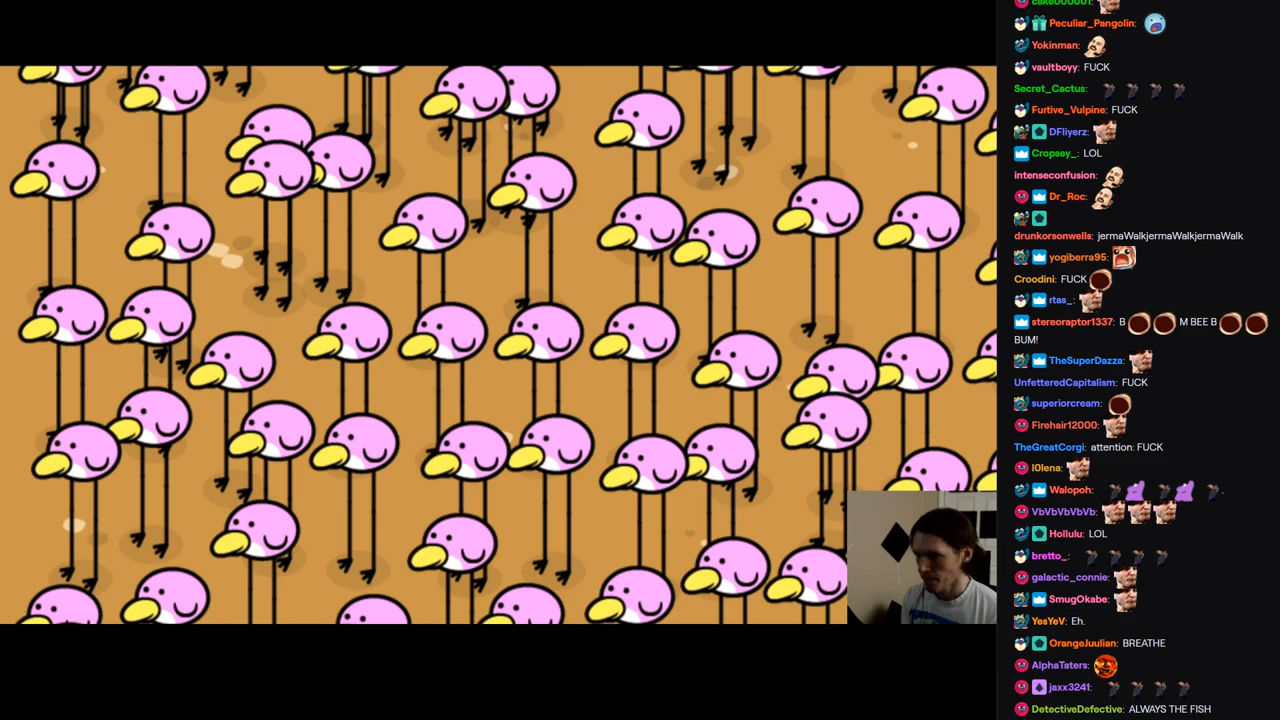 cake000001:
Peculiar_Pangolin:
Yokinman:
vaultboyy: FUCK
Secret_Cactus:
Furtive_Vulpine: FUCK
DFliyerz:
Cropsey_: LOL
intenseconfusion:
Dr_Roc:
drunkorsonwells: jermaWalkjermaWalkjermaWalk
yogiberra95:
Croodini: FUCK
rtas_:
stereoraptor1337: B M BEE B
BUM!
TheSuperDazza:
UnfetteredCapitalism: FUCK
superiorcream:
Firehair12000:
TheGreatCorgi: attention: FUCK
l0lena:
Walopoh: .
VbVbVbVbVb:
Hollulu: LOL
bretto_:
galactic_connie:
SmugOkabe:
YesYeV: Eh.
OrangeJuulian: BREATHE
AlphaTaters:
jaxx3241:
DetectiveDefective: ALWAYS THE FISH